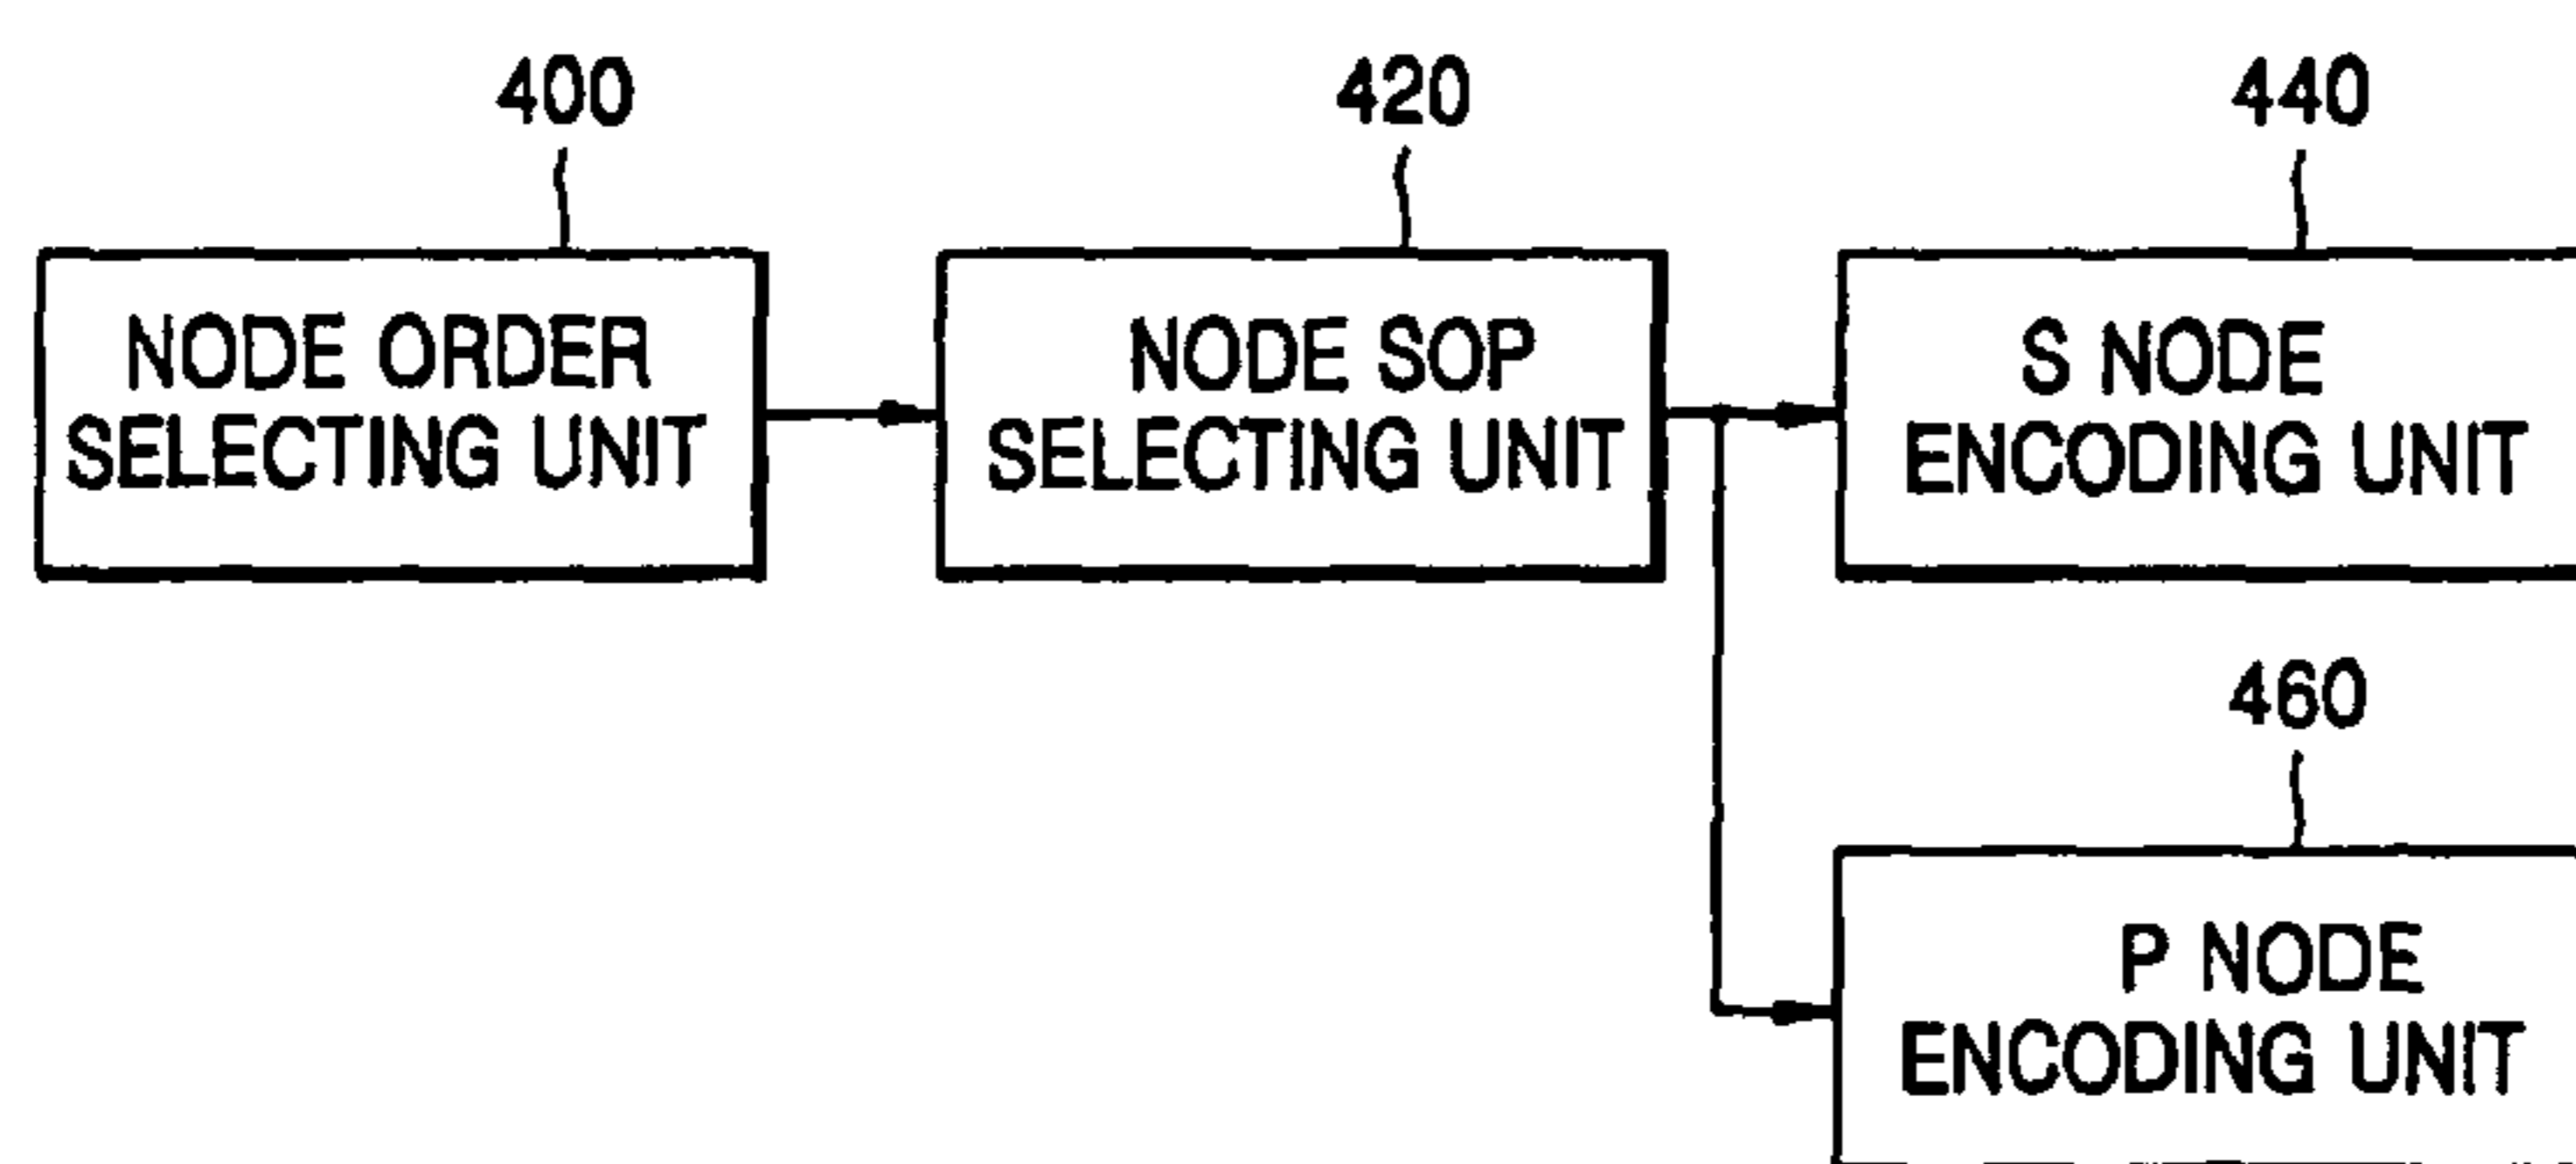 400
420
440
NODE ORDER
SELECTING UNIT
NODE SOP
SELECTING UNIT
S NODE
ENCODING UNIT
460
P NODE
ENCODING UNIT